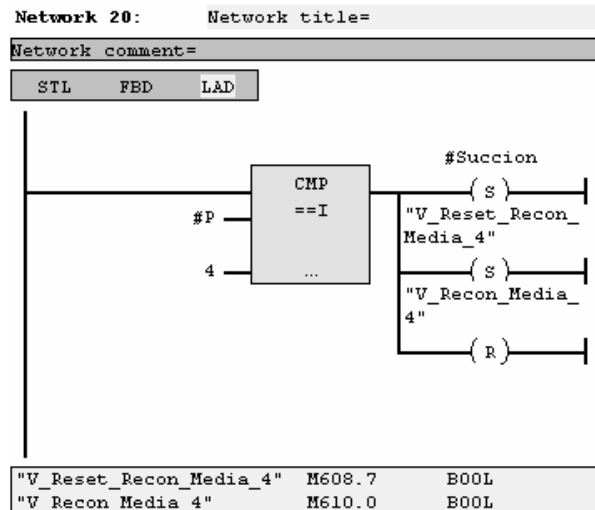 Network 20: Network title=
Network comment=
STL FBD LAD
#Succion
CMP
( S )
#P
==I
"V_Reset_Recon_
Media_4"
4
...
( S )
"V_Recon_Media_
4"
( R )
"V_Reset_Recon_Media_4" M608.7 BOOL
"V_Recon_Media_4" M610.0 BOOL